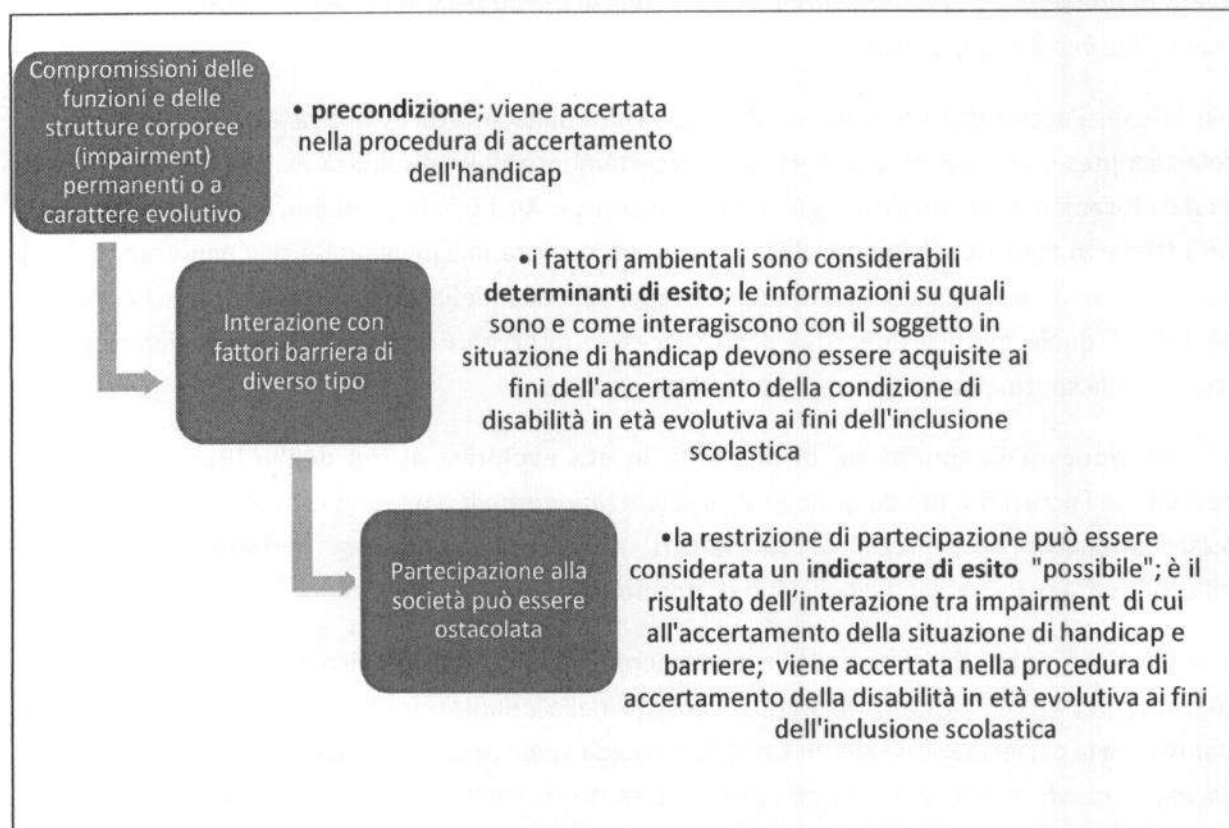 Compromissioni delle
funzioni e delle
strutture corporee
(impairment)
permanenti o a
carattere evolutivo
• precondizione; viene accertata
nella procedura di accertamento
dell'handicap
Interazione con
fattori barriera di
diverso tipo
•i fattori ambientali sono considerabili
determinanti di esito; le informazioni su quali
sono e come interagiscono con il soggetto in
situazione di handicap devono essere acquisite ai
fini dell'accertamento della condizione di
disabilità in età evolutiva ai fini dell'inclusione
scolastica
Partecipazione alla
società può essere
ostacolata
•la restrizione di partecipazione può essere
considerata un indicatore di esito "possibile"; è il
risultato dell'interazione tra impairment di cui
all'accertamento della situazione di handicap e
barriere; viene accertata nella procedura di
accertamento della disabilità in età evolutiva ai fini
dell'inclusione scolastica